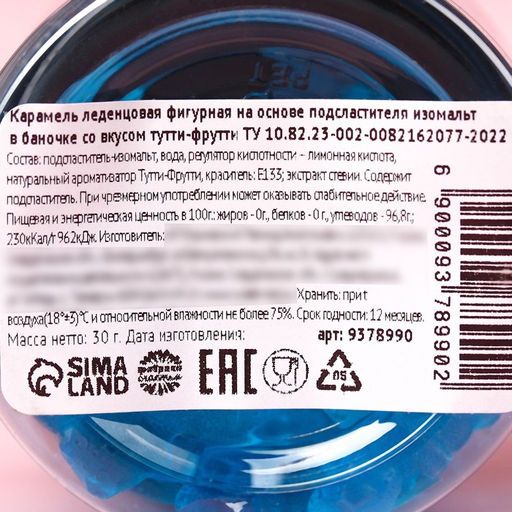 Карамель леденцовая фигурная на основе подсластителя изомальт
в баночке со вкусом тутти-фрутти ТУ 10.82.23-002-0082162077-2022
Состав: подсластитель-изомальт, вода, регулятор кислотности – лимонная кислота,
натуральный ароматизатор Тутти-Фрутти, краситель: Е133; экстракт стевии. Содержит
подсластитель. При чрезмерном употреблении может оказывать слабительное действие.
Пищевая и энергетическая ценность в 100г.: жиров - 0г., белков - 0 г., углеводов - 96,8г.;
230кКал/г 962кДж. Изготовитель:
Хранить: при t
воздуха(18°±3)°С и относительной влажности не более 75%. Срок годности: 12 месяцев.
Масса нетто: 30 г. Дата изготовления:
арт: 9378990
SIMA
LAND
EAC
05
6 900093 789902